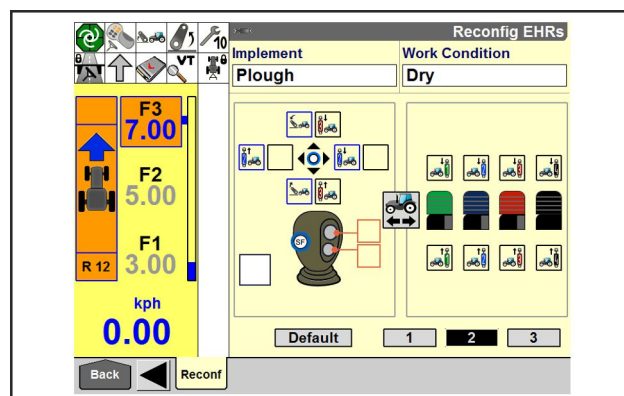 10
VT
Reconfig EHRs
Implement
Work Condition
Plough
Dry
F3
7.00
F2
5.00
F1
R 12
3.00
kph
0.00
SF
Default
1
2
3
Back
Reconf